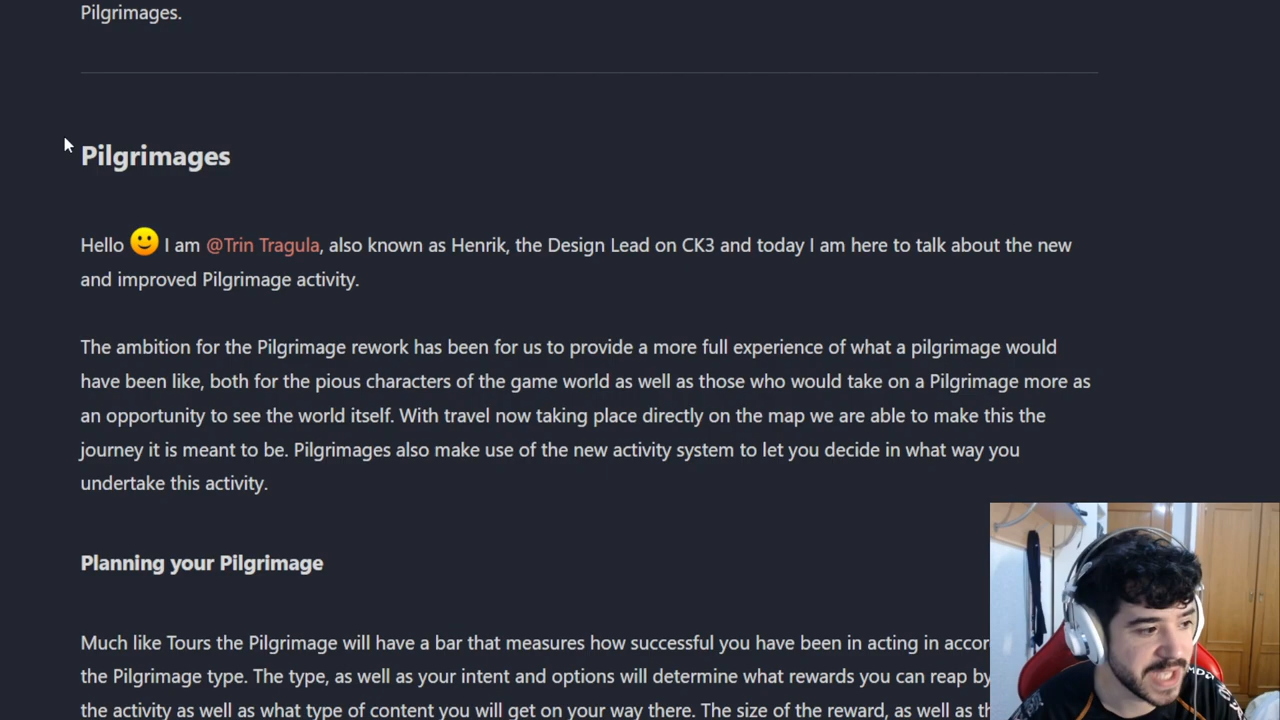 Pilgrimages.
Pilgrimages
Hello I am @Trin Tragula, also known as Henrik, the Design Lead on CK3 and today I am here to talk about the new
and improved Pilgrimage activity.
The ambition for the Pilgrimage rework has been for us to provide a more full experience of what a pilgrimage would
have been like, both for the pious characters of the game world as well as those who would take on a Pilgrimage more as
an opportunity to see the world itself. With travel now taking place directly on the map we are able to make this the
journey it is meant to be. Pilgrimages also make use of the new activity system to let you decide in what way you
undertake this activity.
Planning your Pilgrimage
Much like Tours the Pilgrimage will have a bar that measures how successful you have been in acting in
the Pilgrimage type. The type, as well as your intent and options will determine what rewards you can reap by
the activity as well as what type of content you will get on your way there. The size of the reward, as well as